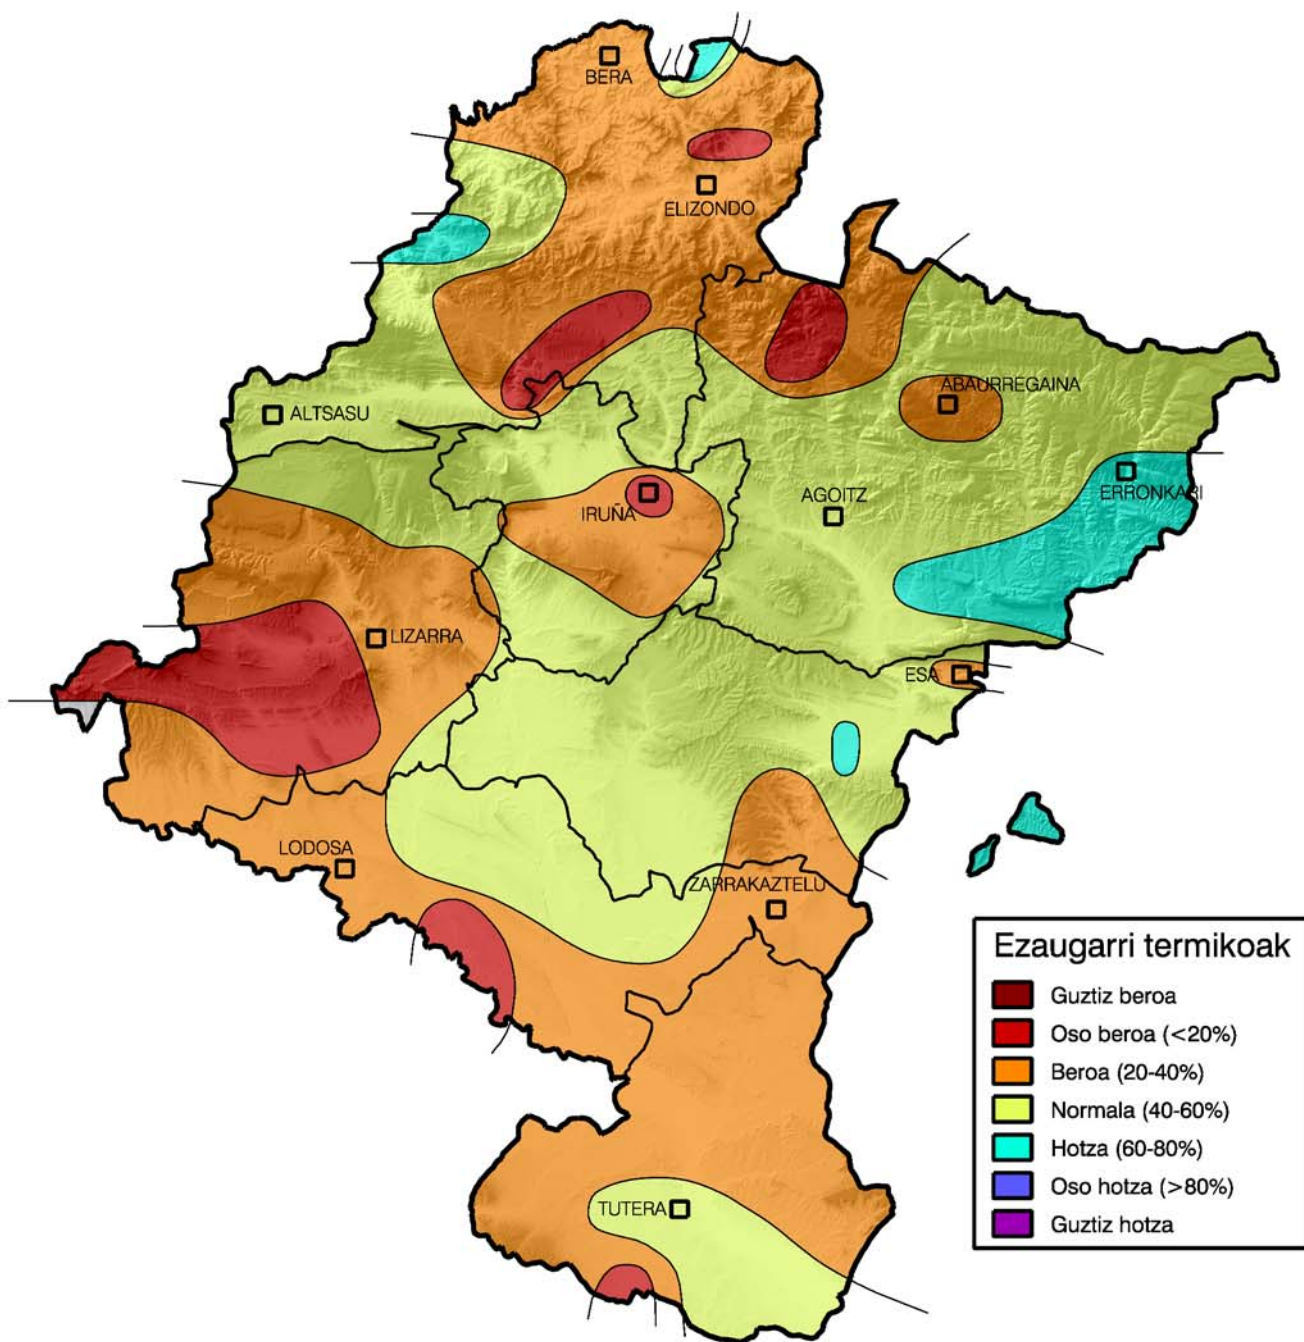 BERA
ELIZONDO
ABAURREGAINA
ALTSASU
ERRONKARI
AGOITZ
IRUÑA
LIZARRA
ESA
LODOSA
ZARRAKAZTELU
TUTERA
Ezaugarri termikoak
Guztiz beroa
Oso beroa (<20%)
Beroa (20-40%)
Normala (40-60%)
Hotza (60-80%)
Oso hotza (>80%)
Guztiz hotza